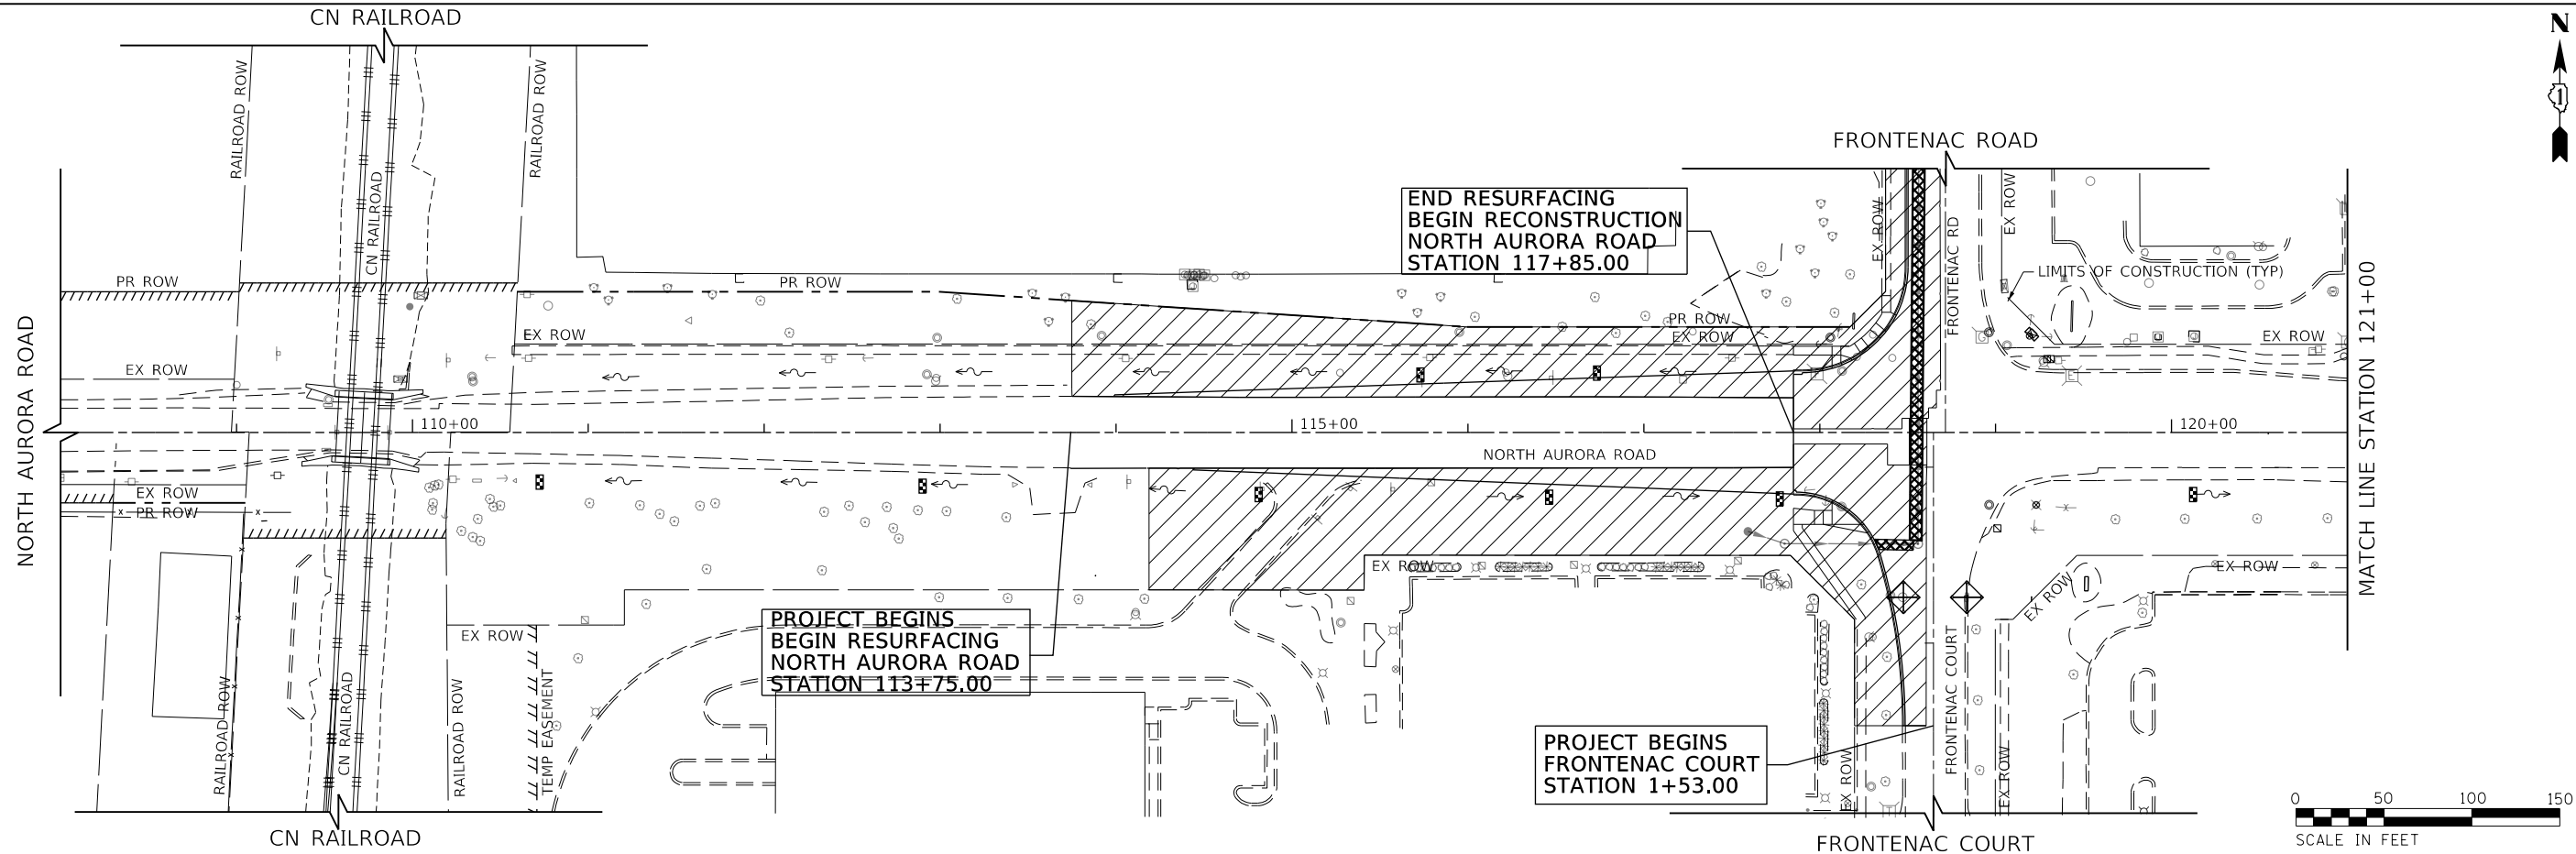 CN RAILROAD
N
1
RAILROAD ROW
RAILROAD ROW
CN RAILROAD
FRONTENAC ROAD
END RESURFACING
BEGIN RECONSTRUCTION
NORTH AURORA ROAD
STATION 117+85.00
EX ROW
FRONTENAC RD
EX ROW
LIMITS OF CONSTRUCTION (TYP)
PR ROW
PR ROW
PR ROW
EX ROW
EX ROW
EX ROW
EX ROW
NORTH AURORA ROAD
MATCH LINE STATION 121+00
110+00
115+00
120+00
NORTH AURORA ROAD
EX ROW
PR ROW
EX ROW
EX ROW
EX ROW
EX ROW
PROJECT BEGINS
BEGIN RESURFACING
NORTH AURORA ROAD
STATION 113+75.00
RAILROAD ROW
CN RAILROAD
RAILROAD ROW
TEMP EASEMENT
PROJECT BEGINS
FRONTENAC COURT
STATION 1+53.00
EX ROW
FRONTENAC COURT
EX ROW
0 50 100 150
SCALE IN FEET
CN RAILROAD
FRONTENAC COURT